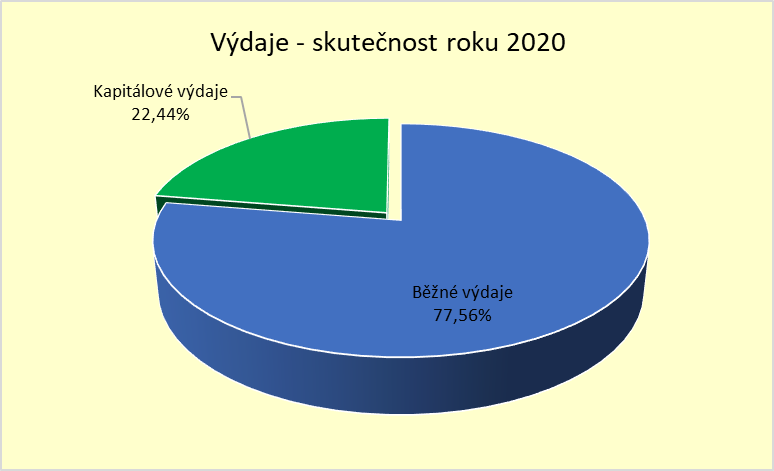 Výdaje - skutečnost roku 2020
Kapitálové výdaje
22,44%
Běžné výdaje
77,56%